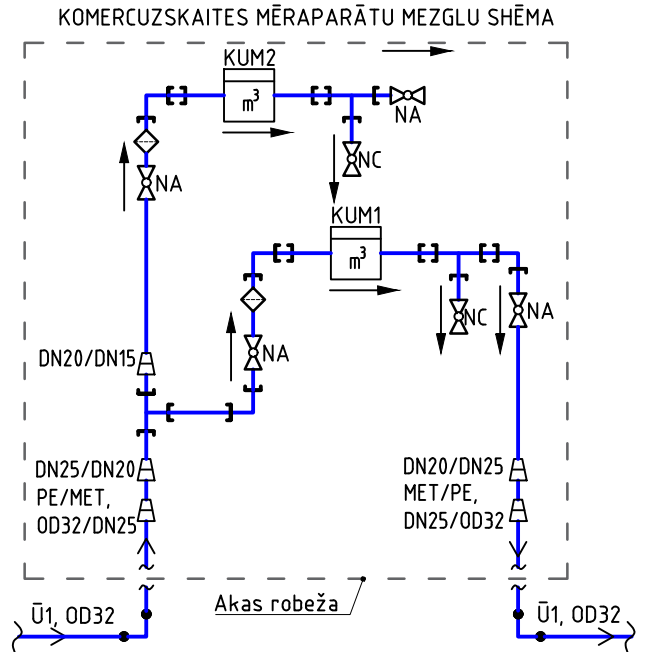 KOMERCUZSKAITES MĒRAPARĀTU MEZGLU SHĒMA
KUM2
m³
NA
NC
NA
KUM1
m³
NC
NA
NA
DN20/DN15
DN25/DN20
PE/MET,
OD32/DN25
DN20/DN25
MET/PE,
DN25/OD32
Akas robeža
Ū1, OD32
Ū1, OD32